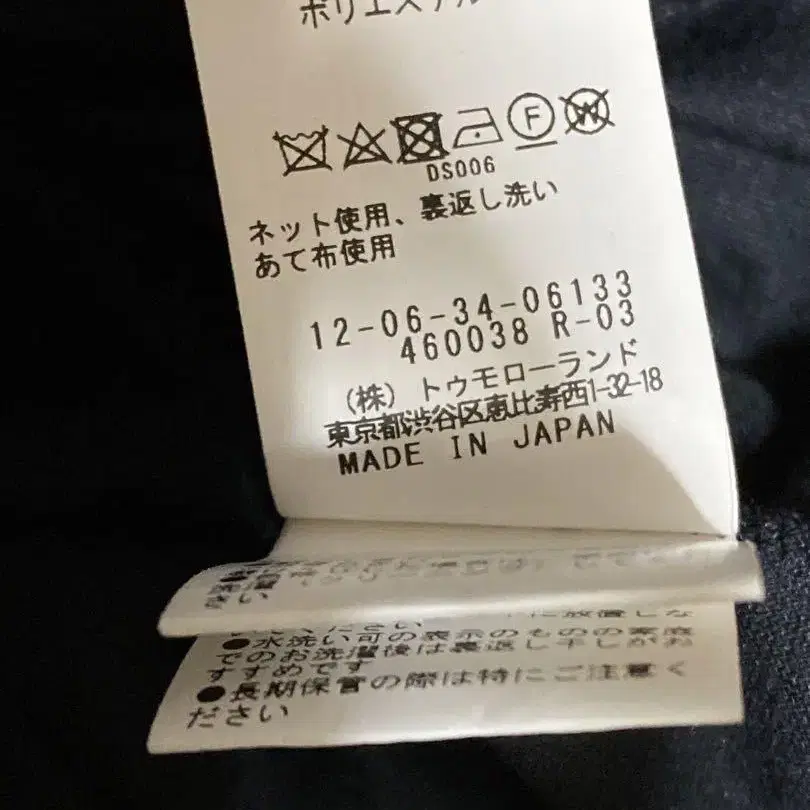 ポリエステル
F W
DS006
ネット使用、裏返し洗い
あて布使用
12-06-34-06133
460038 R-03
(株) トゥモローランド
東京都渋谷区恵比寿西1-32-18
MADE IN JAPAN
に放置しな
ください
●水洗い可の表示のものの家庭
でのお洗濯後は裏返し干しがお
すすめです
●長期保管の際は特にご注意く
ださい